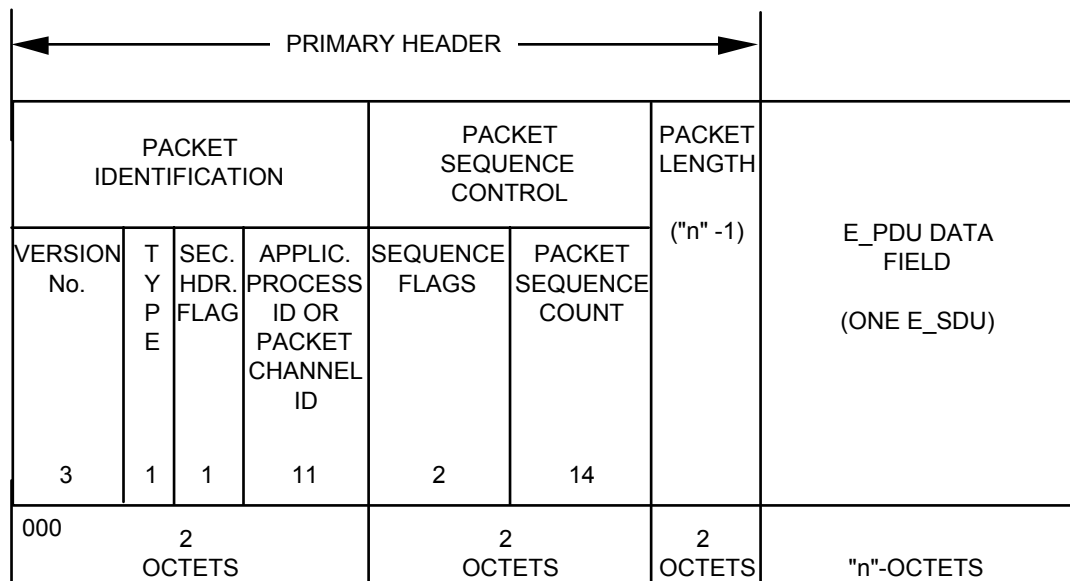 PRIMARY HEADER
PACKET
IDENTIFICATION
PACKET
SEQUENCE
CONTROL
PACKET
LENGTH
("n" -1)
VERSION
No.
3
T
Y
P
E
1
SEC.
HDR.
FLAG
1
APPLIC.
PROCESS
ID OR
PACKET
CHANNEL
ID
11
SEQUENCE
FLAGS
2
PACKET
SEQUENCE
COUNT
14
E_PDU DATA
FIELD
(ONE E_SDU)
000
2
OCTETS
2
OCTETS
2
OCTETS
"n"-OCTETS